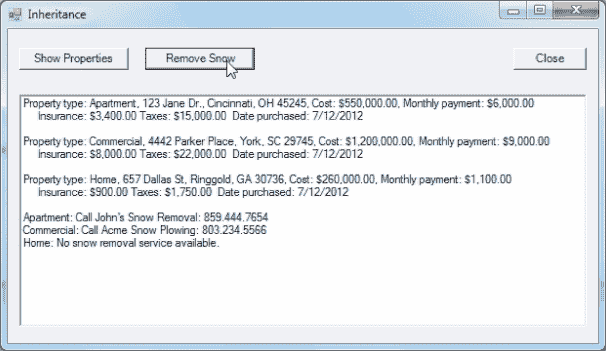 Inheritance
Show Properties
Remove Snow
Close
Property type: Apartment, 123 Jane Dr., Cincinnati, OH 45245, Cost: $550,000.00, Monthly payment: $6,000.00
Insurance: $3,400.00 Taxes: $15,000.00 Date purchased: 7/12/2012
Property type: Commercial, 4442 Parker Place, York, SC 29745, Cost: $1,200,000.00, Monthly payment: $9,000.00
Insurance: $8,000.00 Taxes: $22,000.00 Date purchased: 7/12/2012
Property type: Home, 657 Dallas St, Ringgold, GA 30736, Cost: $260,000.00, Monthly payment: $1,100.00
Insurance: $900.00 Taxes: $1,750.00 Date purchased: 7/12/2012
Apartment: Call John's Snow Removal: 859.444.7654
Commercial: Call Acme Snow Plowing: 803.234.5566
Home: No snow removal service available.